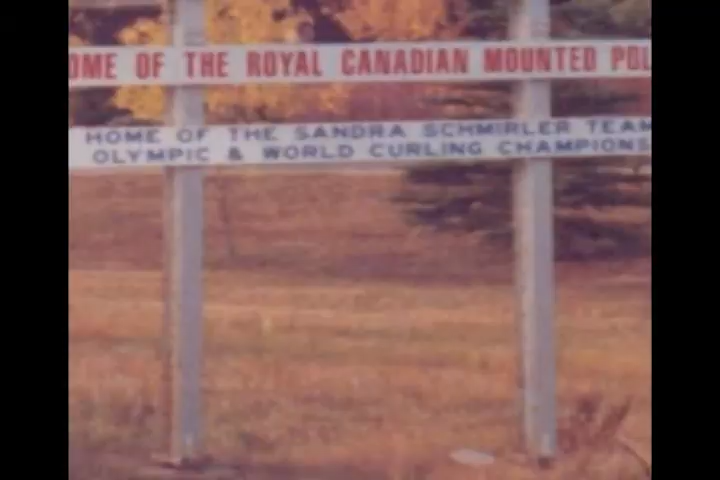 OME OF THE ROYAL CANADIAN MOUNTED POL
HOME OF THE SANDRA SCHMIRLER TEAM
OLYMPIC & WORLD CURLING CHAMPIONS